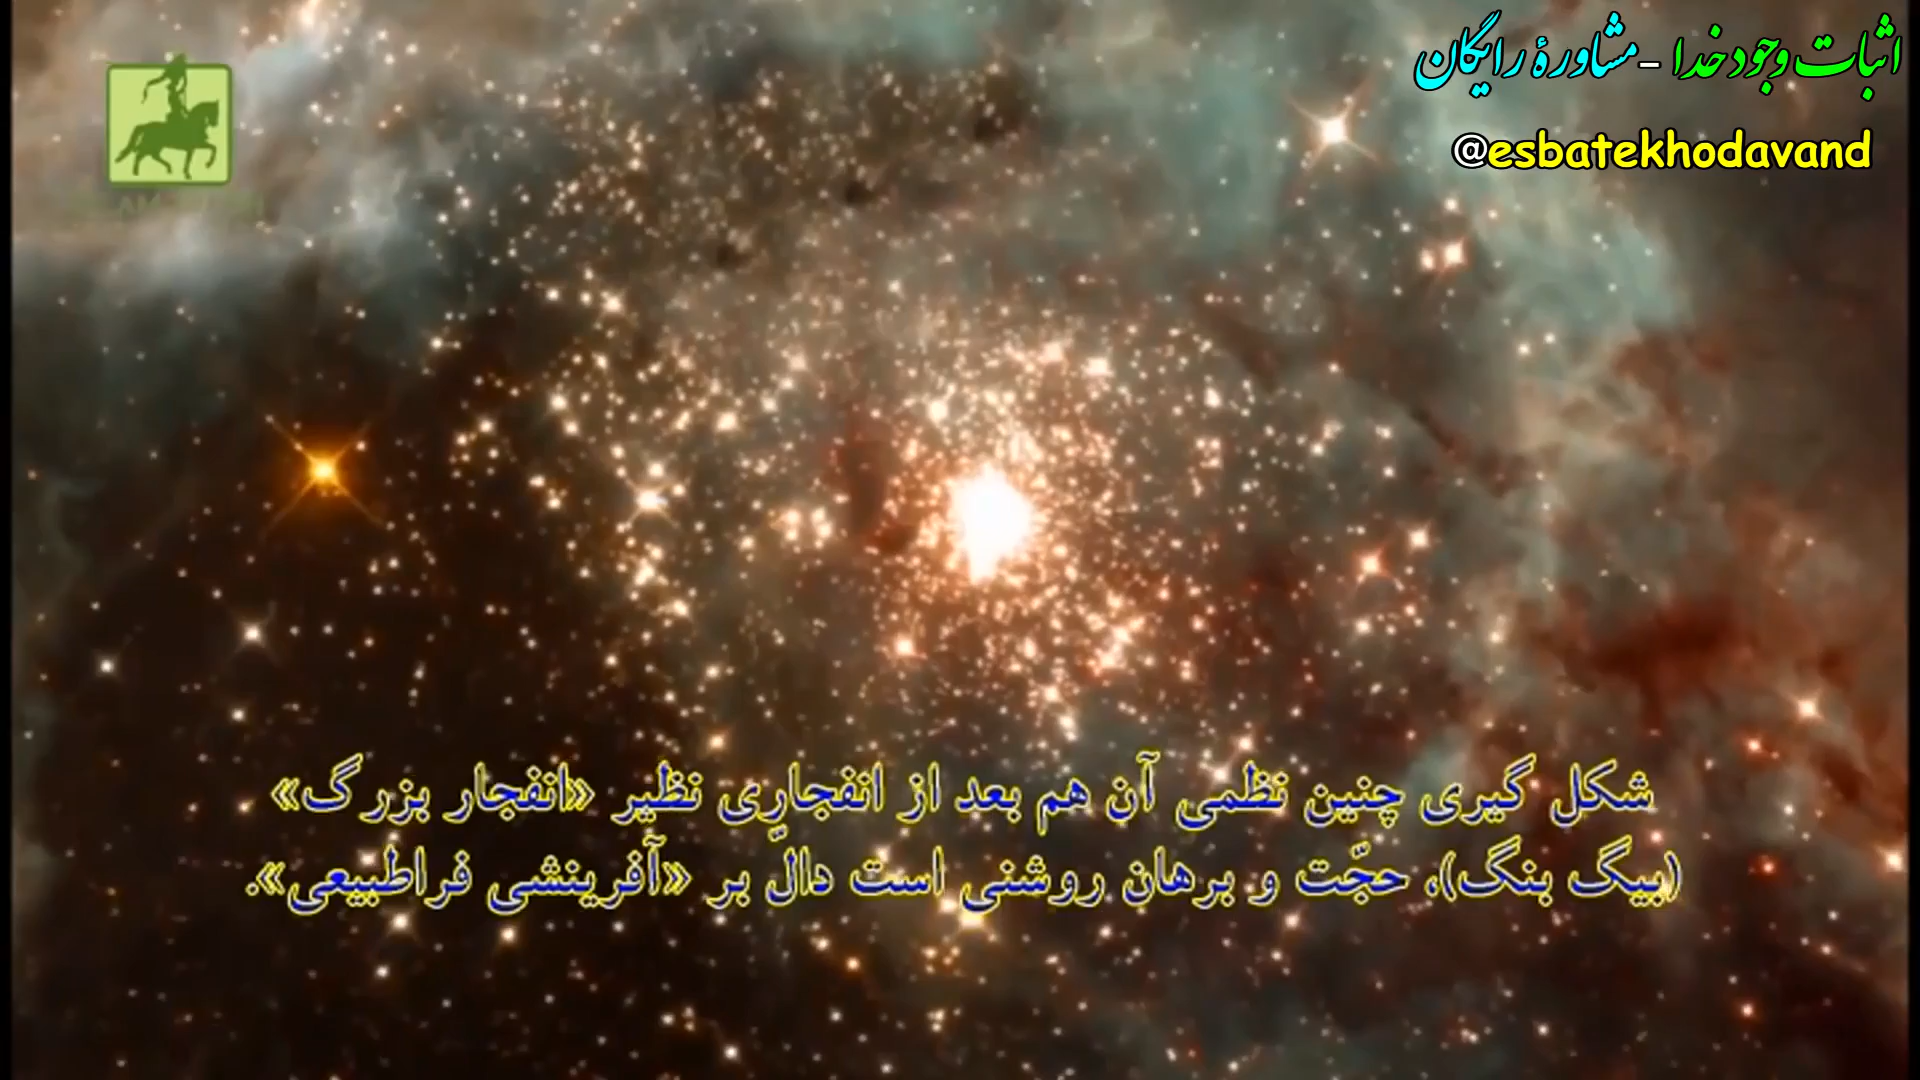 اثبات وجود خدا - مشاورهٔ رایگان
@esbatekhodavand
شکل گیری چنین نظمی آن هم بعد از انفجاری نظیر «انفجار بزرگ»
(بیگ بنگ)، حجّت و برهان روشنی است دالّ بر «آفرینشی فراطبیعی».